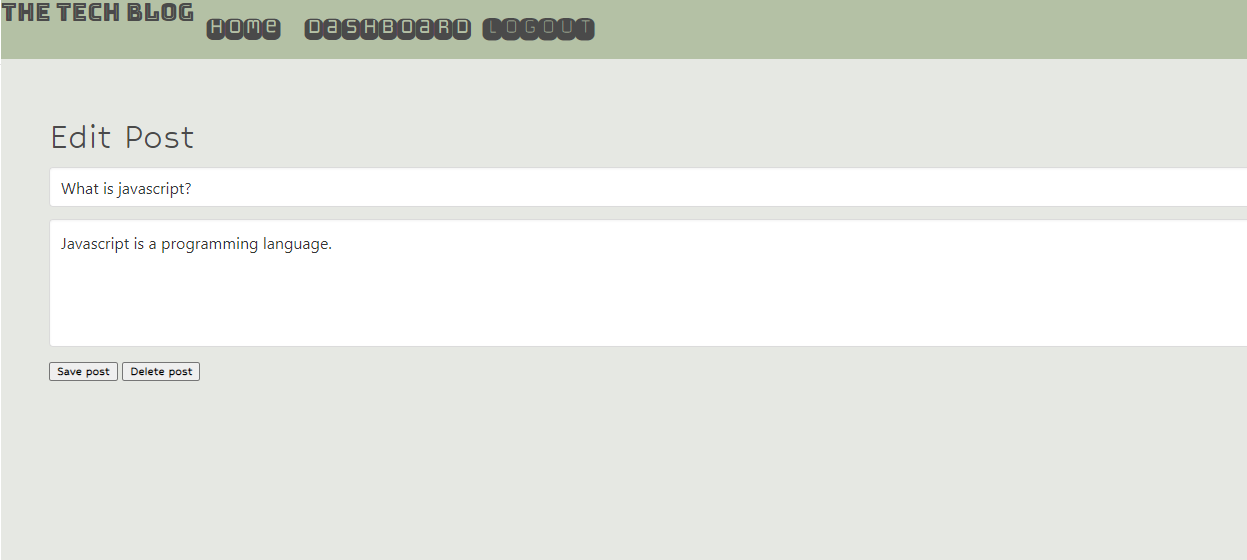 THE TECH BLOG
Home Dashboard LOGOUT
Edit Post
What is javascript?
Javascript is a programming language.
Save post Delete post